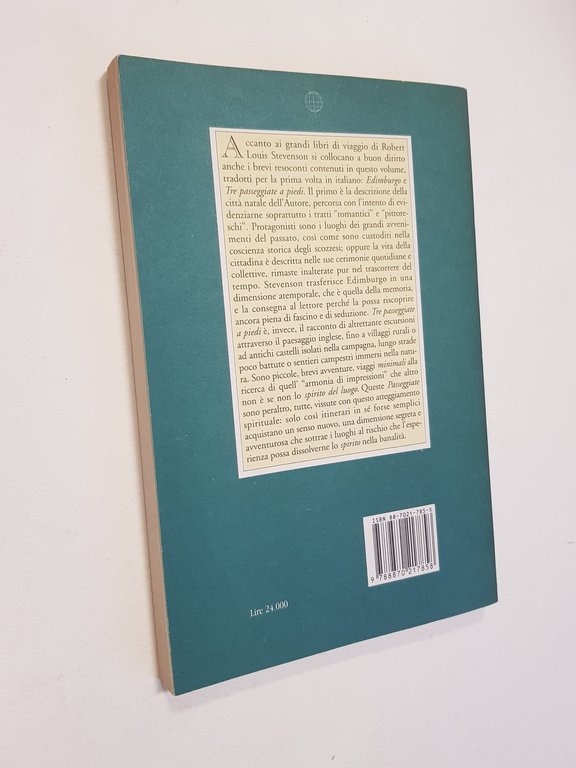 Accanto ai grandi libri di viaggio di Robert
Louis Stevenson si collocano a buon diritto
anche i brevi resoconti contenuti in questo volume,
tradotti per la prima volta in italiano: Edimburgo e
Tre passeggiate a piedi. Il primo è la descrizione della
città natale dell'Autore, percorsa con l'intento di evi-
denziarne soprattutto i tratti "romantici" e "pittore-
schi". Protagonisti sono i luoghi dei grandi avveni-
menti del passato, così come sono custoditi nella
coscienza storica degli scozzesi; oppure la vita della
cittadina è descritta nelle sue cerimonie quotidiane e
collettive, rimaste inalterate pur nel trascorrere del
tempo. Stevenson trasferisce Edimburgo in una
dimensione atemporale, che è quella della memoria,
e la consegna al lettore perché la possa riscoprire
ancora piena di fascino e di seduzione. Tre passeggiate
a piedi è, invece, il racconto di altrettante escursioni
attraverso il paesaggio inglese, fino a villaggi rurali o
ad antichi castelli isolati nella campagna, lungo strade
poco battute o sentieri campestri immersi nella natu-
ra. Sono piccole, brevi avventure, viaggi minimali alla
ricerca di quell' "armonia di impressioni" che altro
non è se non lo spirito del luogo. Queste Passeggiate
sono peraltro, tutte, vissute con questo atteggiamento
spirituale: solo così itinerati in sé forse semplici
acquistano un senso nuovo, una dimensione segreta e
avventurosa che sottrae i luoghi al rischio che l'espe-
rienza possa dissolverne lo spirito nella banalità.
ISBN 88-7021-785-X
9 788870 217858
Lire 24.000